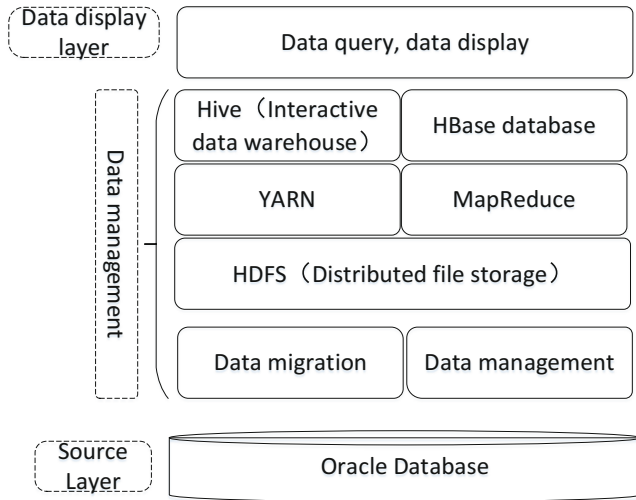 Data display
layer
Data query, data display
Data management
Hive（Interactive
data warehouse）
HBase database
YARN
MapReduce
HDFS（Distributed file storage）
Data migration
Data management
Source
Layer
Oracle Database